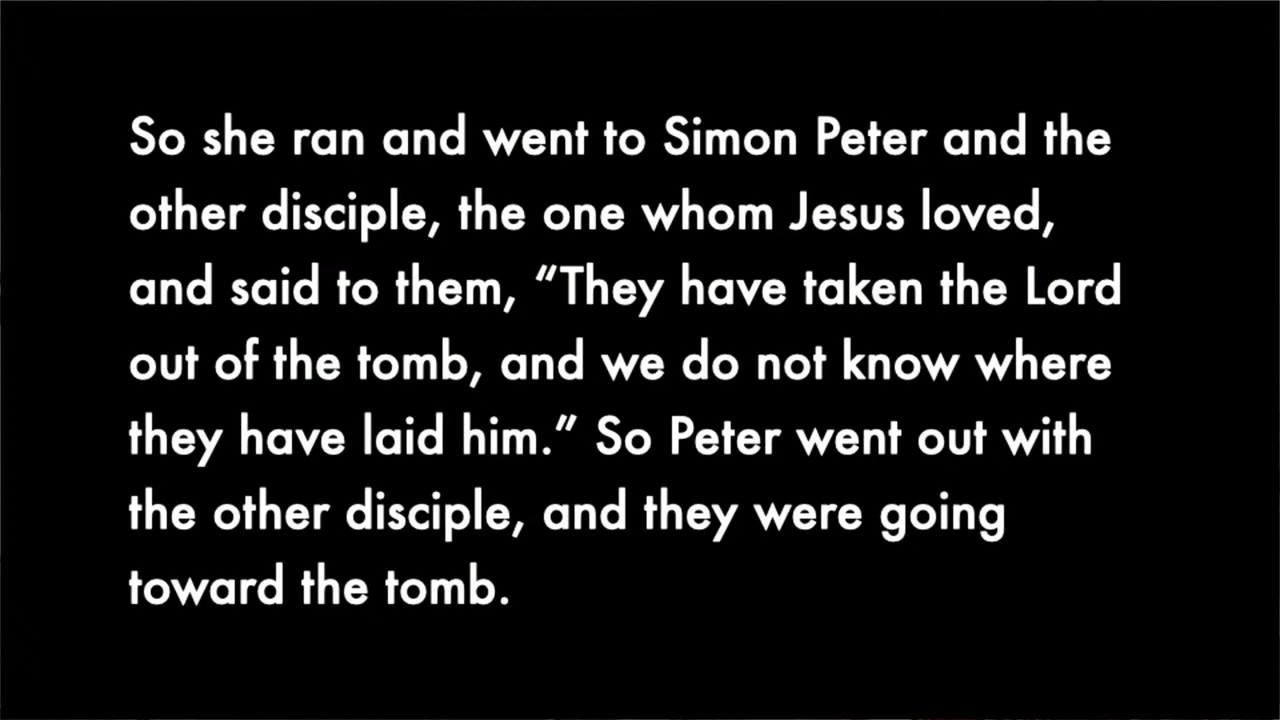 So she ran and went to Simon Peter and the
other disciple, the one whom Jesus loved,
and said to them, “They have taken the Lord
out of the tomb, and we do not know where
they have laid him.” So Peter went out with
the other disciple, and they were going
toward the tomb.